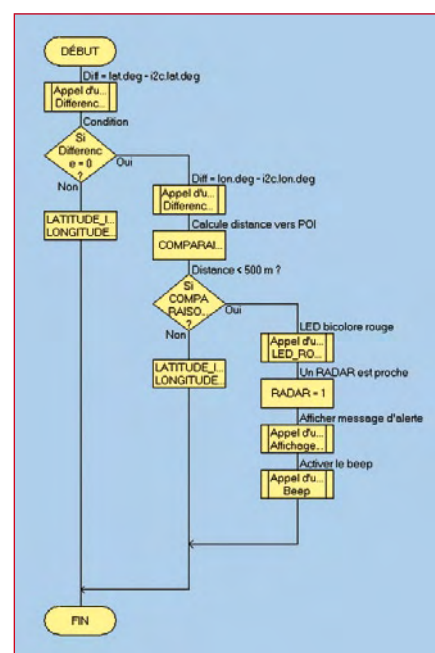 DÉBUT
Diff = lat.deg - i2c.lat.deg
Appel d'u...
Differenc...
Condition
Si
Differenc
e = 0
?
Oui
Non
Diff = lon.deg - i2c.lon.deg
Appel d'u...
Differenc...
LATITUDE_I...
LONGITUDE...
Calcule distance vers POI
COMPARAI...
Distance < 500 m ?
Si
COMPA
RAISO...
?
Oui
Non
LED bicolore rouge
Appel d'u...
LED_RO...
LATITUDE_I...
LONGITUDE...
Un RADAR est proche
RADAR = 1
Afficher message d'alerte
Appel d'u...
Affichage...
Activer le beep
Appel d'u...
Beep
FIN